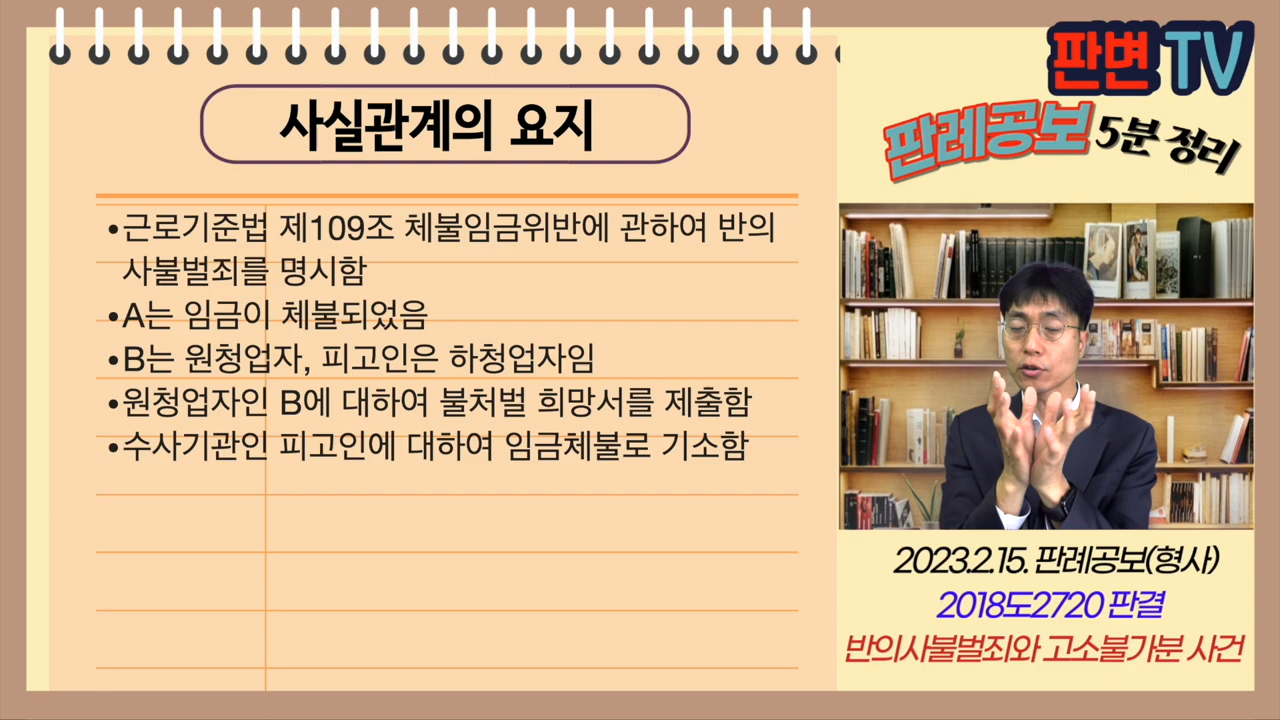 사실관계의 요지
•근로기준법 제109조 체불임금위반에 관하여 반의
사불벌죄를 명시함
•A는 임금이 체불되었음
•B는 원청업자, 피고인은 하청업자임
•원청업자인 B에 대하여 불처벌 희망서를 제출함
•수사기관인 피고인에 대하여 임금체불로 기소함
판변 TV
판례공보 5분 정리
2023.2.15. 판례공보(형사)
2018도2720 판결
반의사불벌죄와 고소불가분 사건